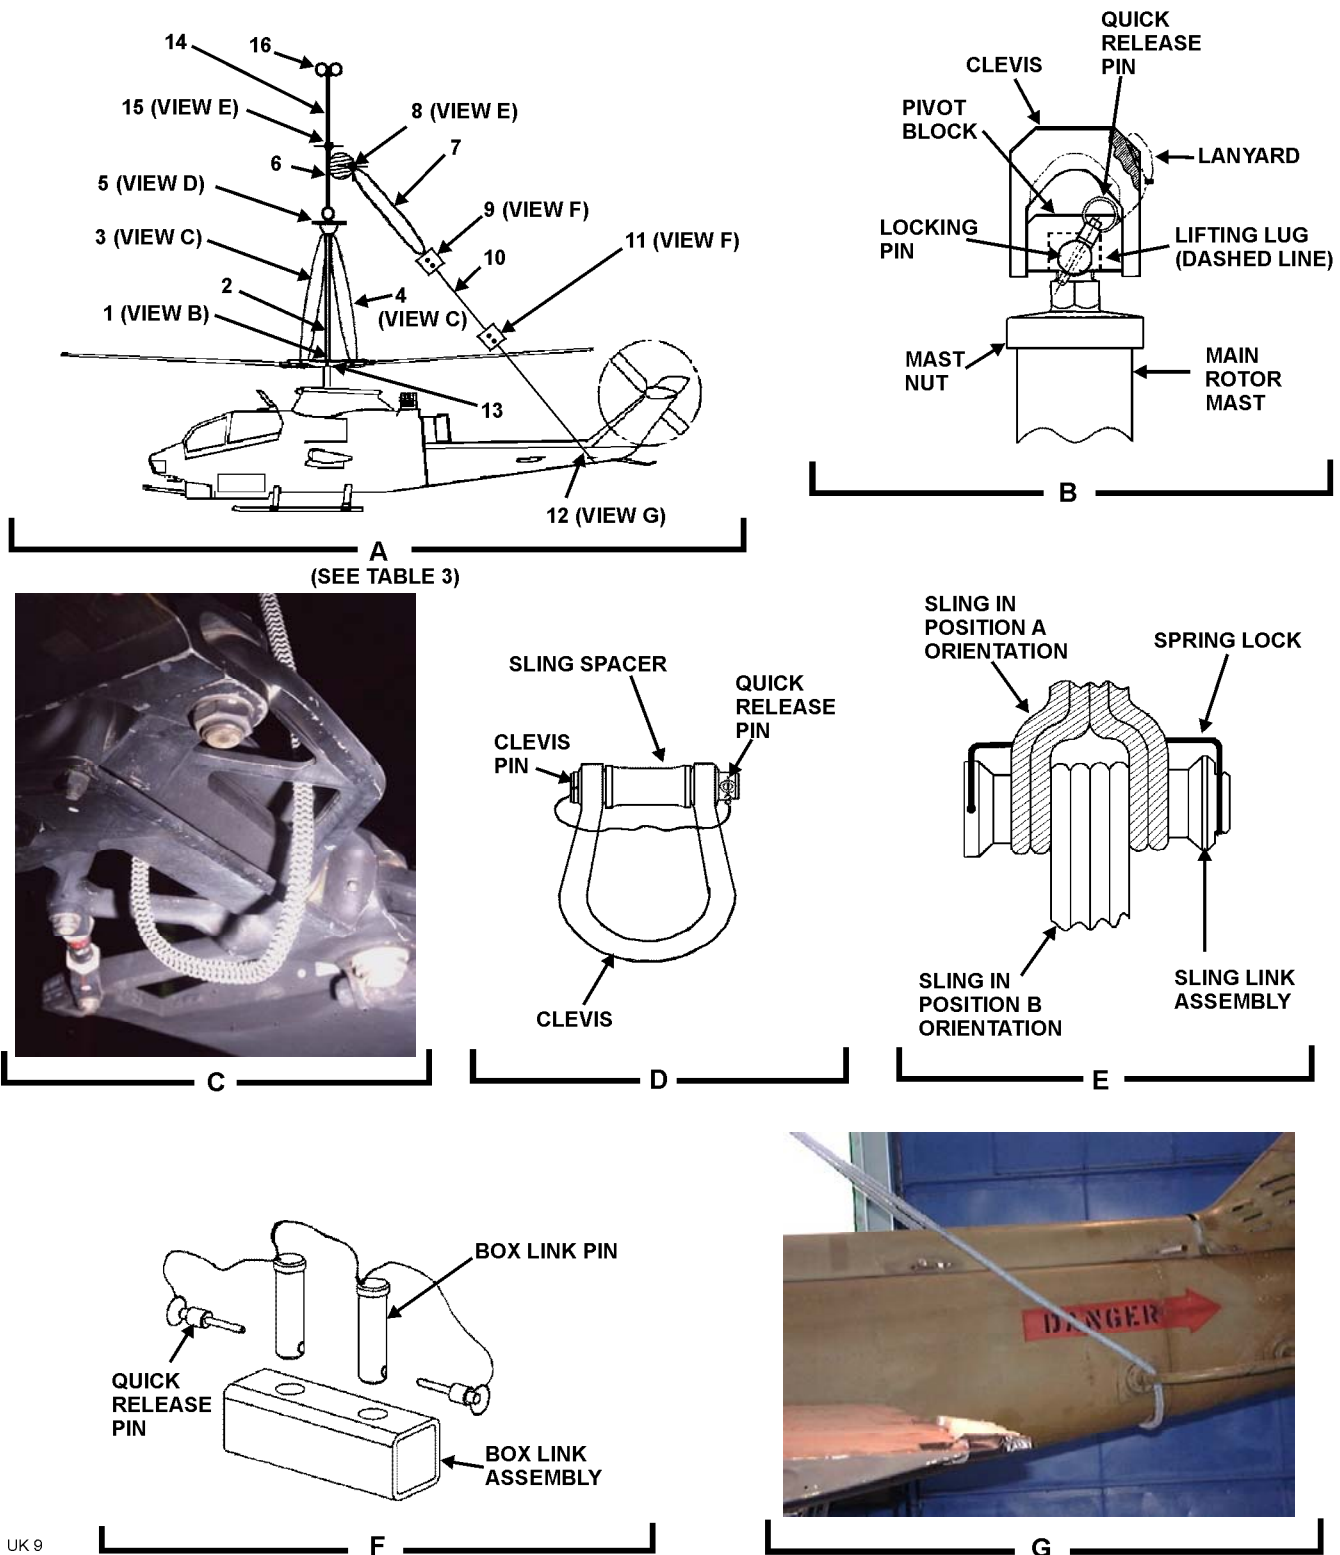 14
16
15 (VIEW E)
8 (VIEW E)
7
6
5 (VIEW D)
9 (VIEW F)
3 (VIEW C)
11 (VIEW F)
10
2
4
(VIEW C)
1 (VIEW B)
13
12 (VIEW G)
A
(SEE TABLE 3)
QUICK
RELEASE
PIN
CLEVIS
PIVOT
BLOCK
LANYARD
LOCKING
PIN
LIFTING LUG
(DASHED LINE)
MAST
NUT
MAIN
ROTOR
MAST
B
C
SLING SPACER
QUICK
RELEASE
PIN
CLEVIS
PIN
CLEVIS
D
SLING IN
POSITION A
ORIENTATION
SPRING LOCK
SLING IN
POSITION B
ORIENTATION
SLING LINK
ASSEMBLY
E
BOX LINK PIN
QUICK
RELEASE
PIN
BOX LINK
ASSEMBLY
F
DANGER
G
UK 9